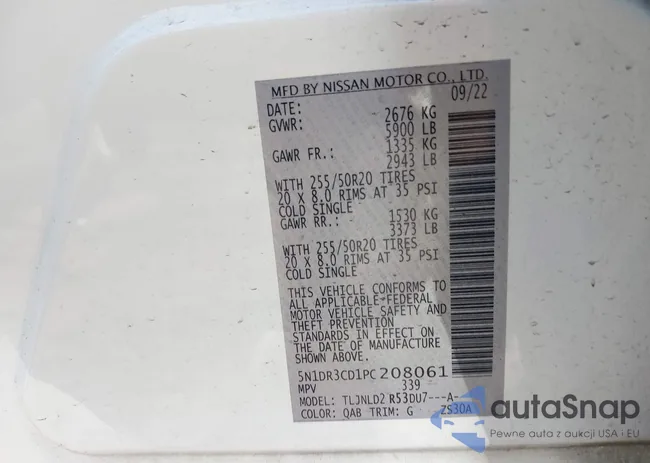 MFD BY NISSAN MOTOR CO., LTD.
DATE: 09/22
GVWR: 2676 KG
5900 LB
GAWR FR.: 1335 KG
2943 LB
WITH 255/50R20 TIRES
20 X 8.0 RIMS AT 35 PSI
COLD SINGLE
GAWR RR.: 1530 KG
3373 LB
WITH 255/50R20 TIRES
20 X 8.0 RIMS AT 35 PSI
COLD SINGLE
THIS VEHICLE CONFORMS TO
ALL APPLICABLE FEDERAL
MOTOR VEHICLE SAFETY AND
THEFT PREVENTION
STANDARDS IN EFFECT ON
THE DATE OF MANUFACTURE
SHOWN ABOVE.
5N1DR3CD1PC208061
MPV 339
MODEL: TLJNLD2 R53DU7---A-
COLOR: QAB TRIM: G ZS30A
autoSnap
Pewne auta z aukcji USA i EU